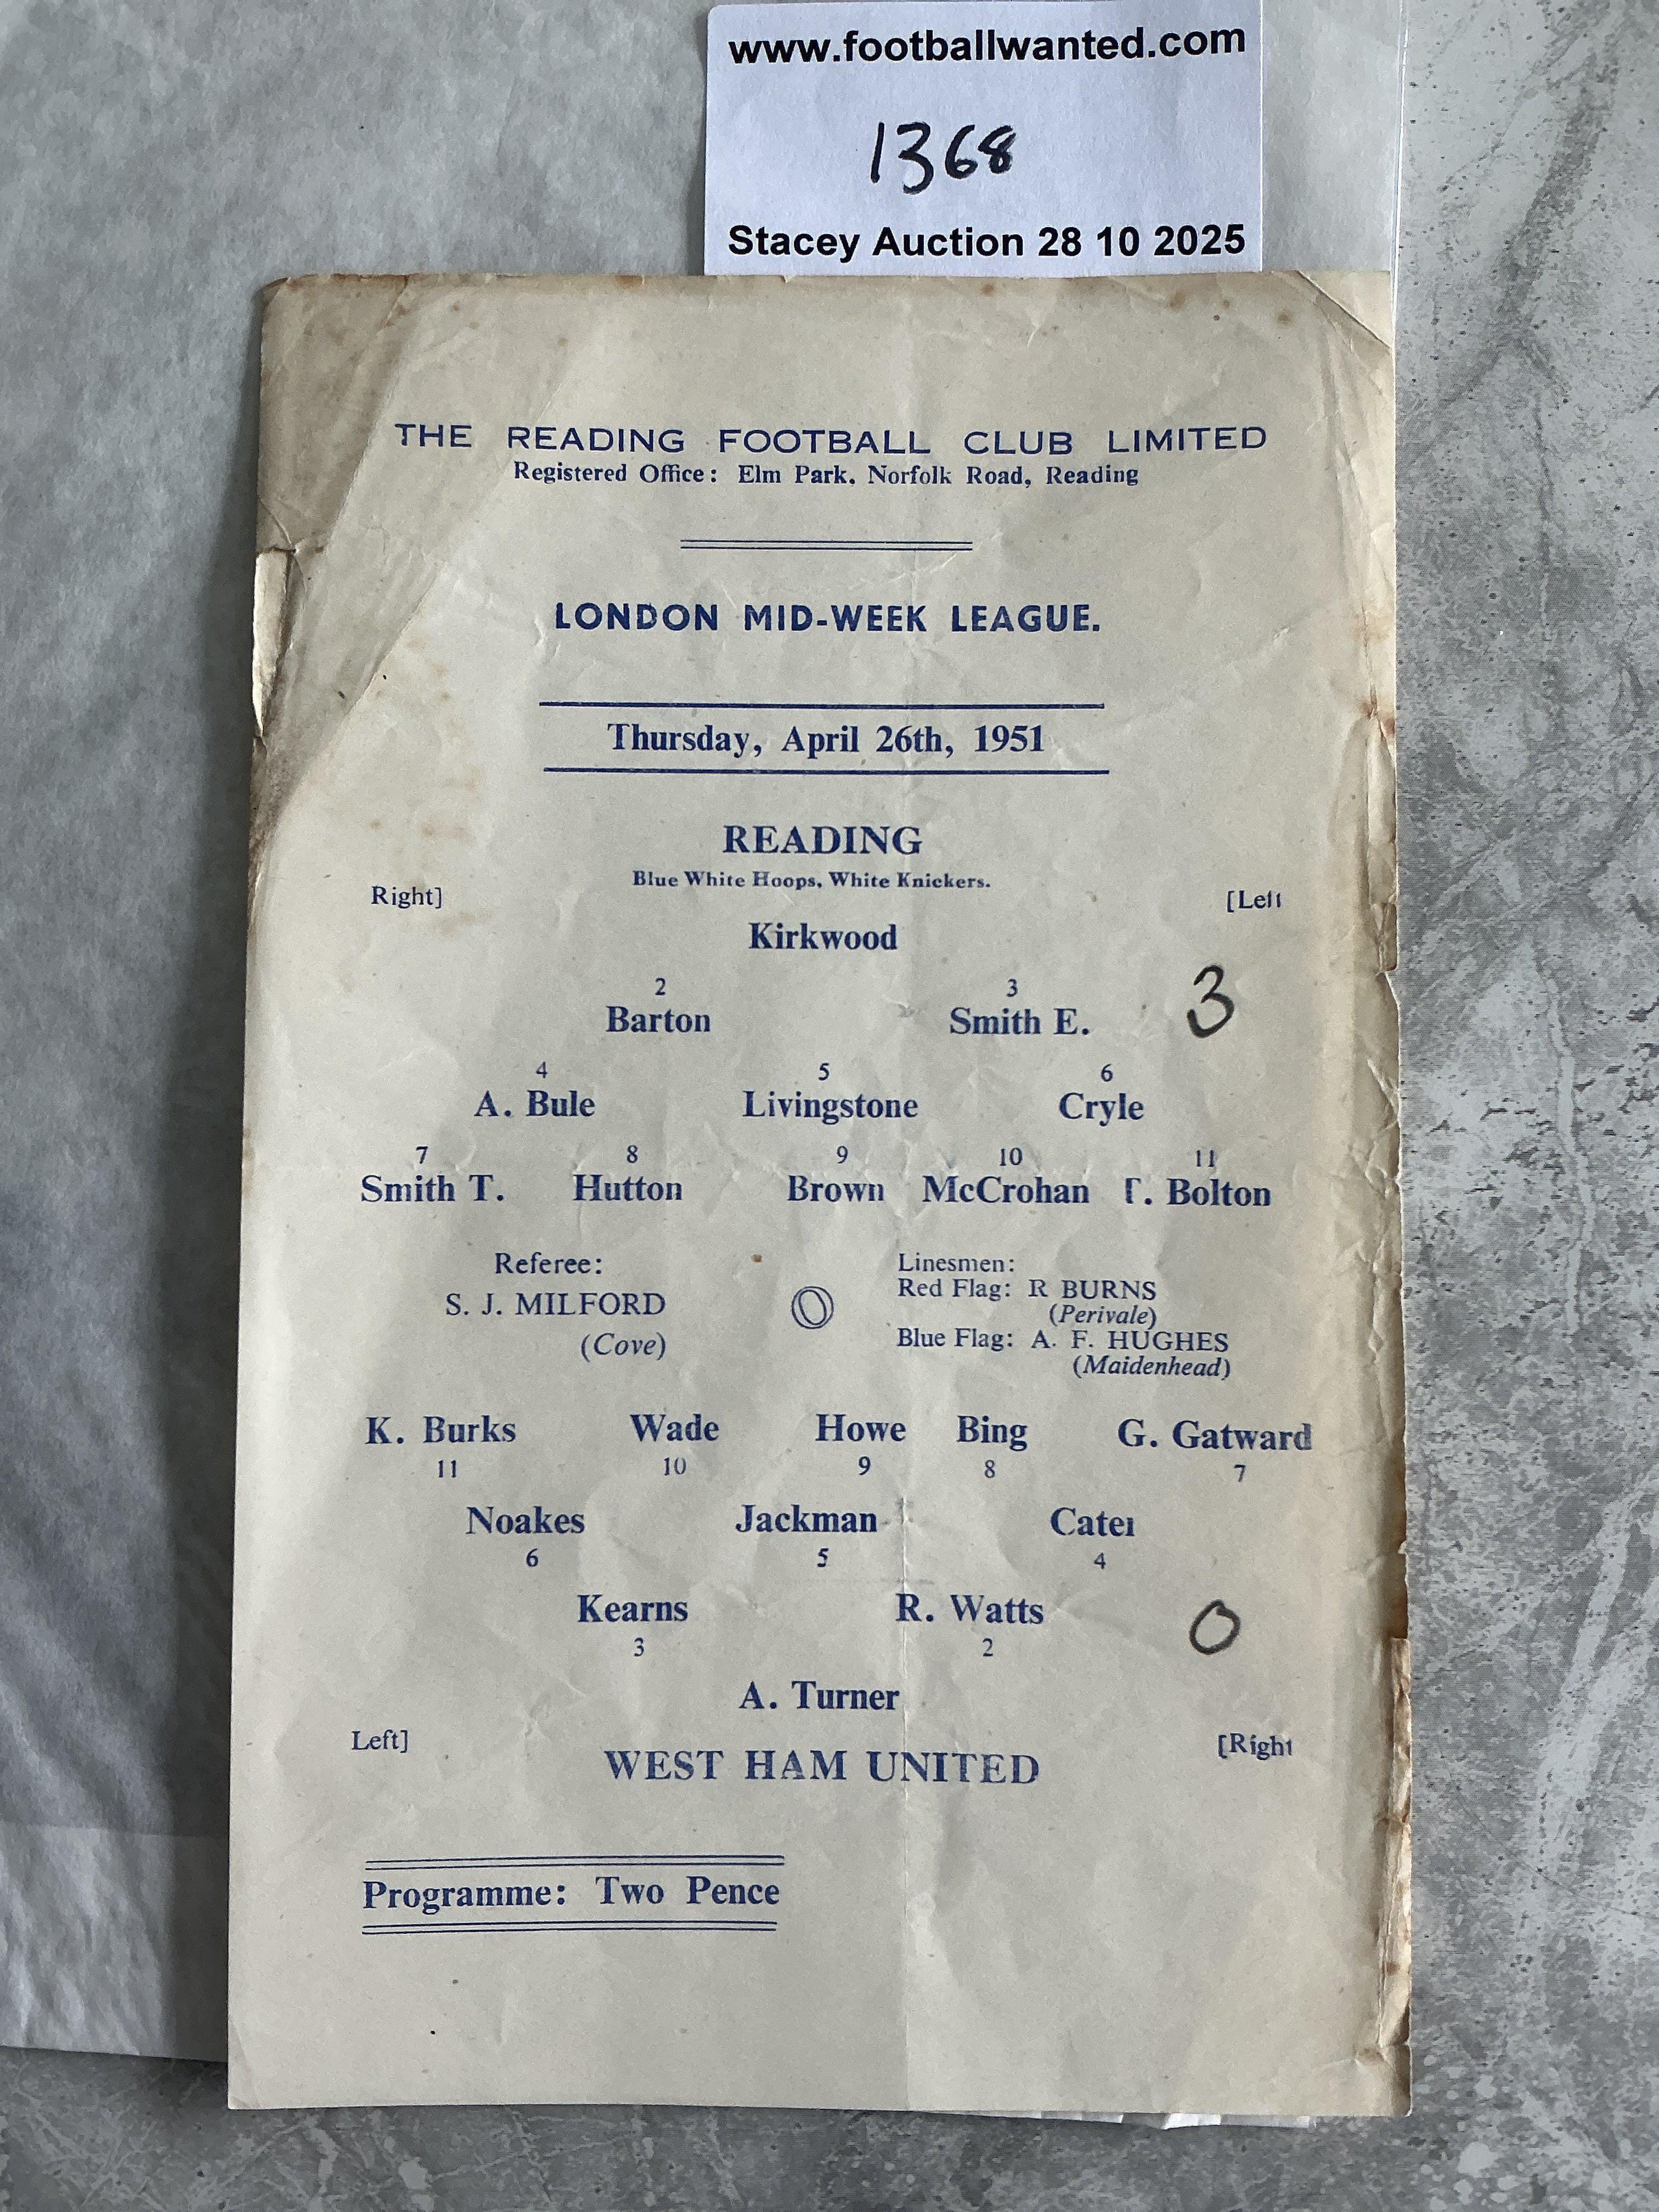 www.footballwanted.com
1368
Stacey Auction 28 10 2025
THE READING FOOTBALL CLUB LIMITED
Registered Office: Elm Park, Norfolk Road, Reading
LONDON MID-WEEK LEAGUE.
Thursday, April 26th, 1951
READING
Blue White Hoops, White Knickers.
Right] [Left
Kirkwood
2 3
Barton Smith E. 3
4 5 6
A. Bule Livingstone Cryle
7 8 9 10 11
Smith T. Hutton Brown McCrohan T. Bolton
Referee: Linesmen:
S. J. MILFORD 0 Red Flag: R BURNS
(Perivale)
(Cove) Blue Flag: A. F. HUGHES
(Maidenhead)
K. Burks Wade Howe Bing G. Gatward
11 10 9 8 7
Noakes Jackman Cater
6 5 4
Kearns R. Watts 0
3 2
A. Turner
Left] [Right
WEST HAM UNITED
Programme: Two Pence